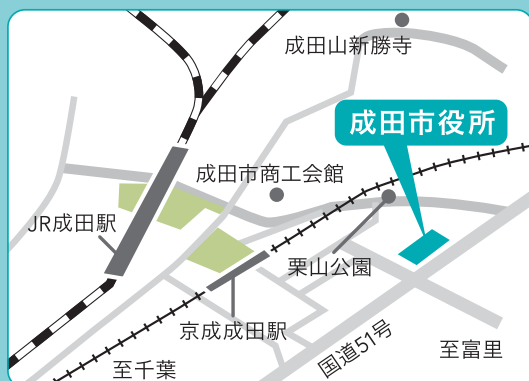 成田山新勝寺
成田市役所
成田市商工会館
JR成田駅
栗山公園
京成成田駅
国道51号
至富里
至千葉